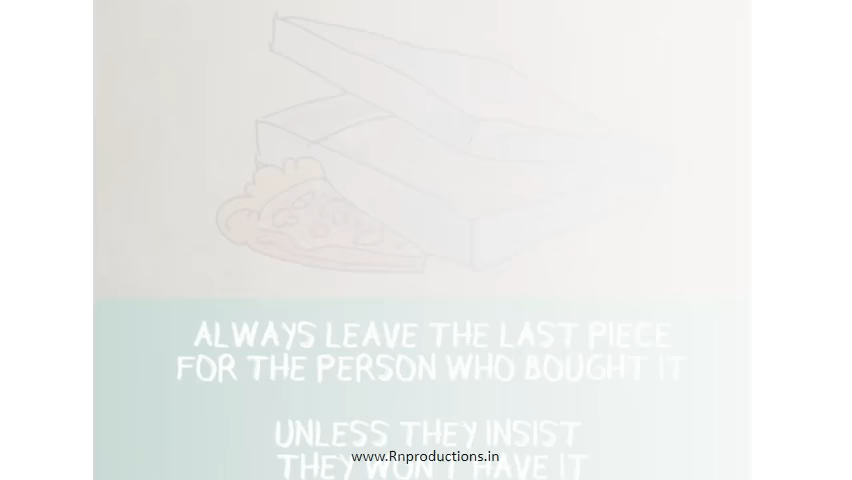 ALWAYS LEAVE THE LAST PIECE
FOR THE PERSON WHO BOUGHT IT
UNLESS THEY INSIST
THEY WON'T HAVE IT
www.Rnproductions.in